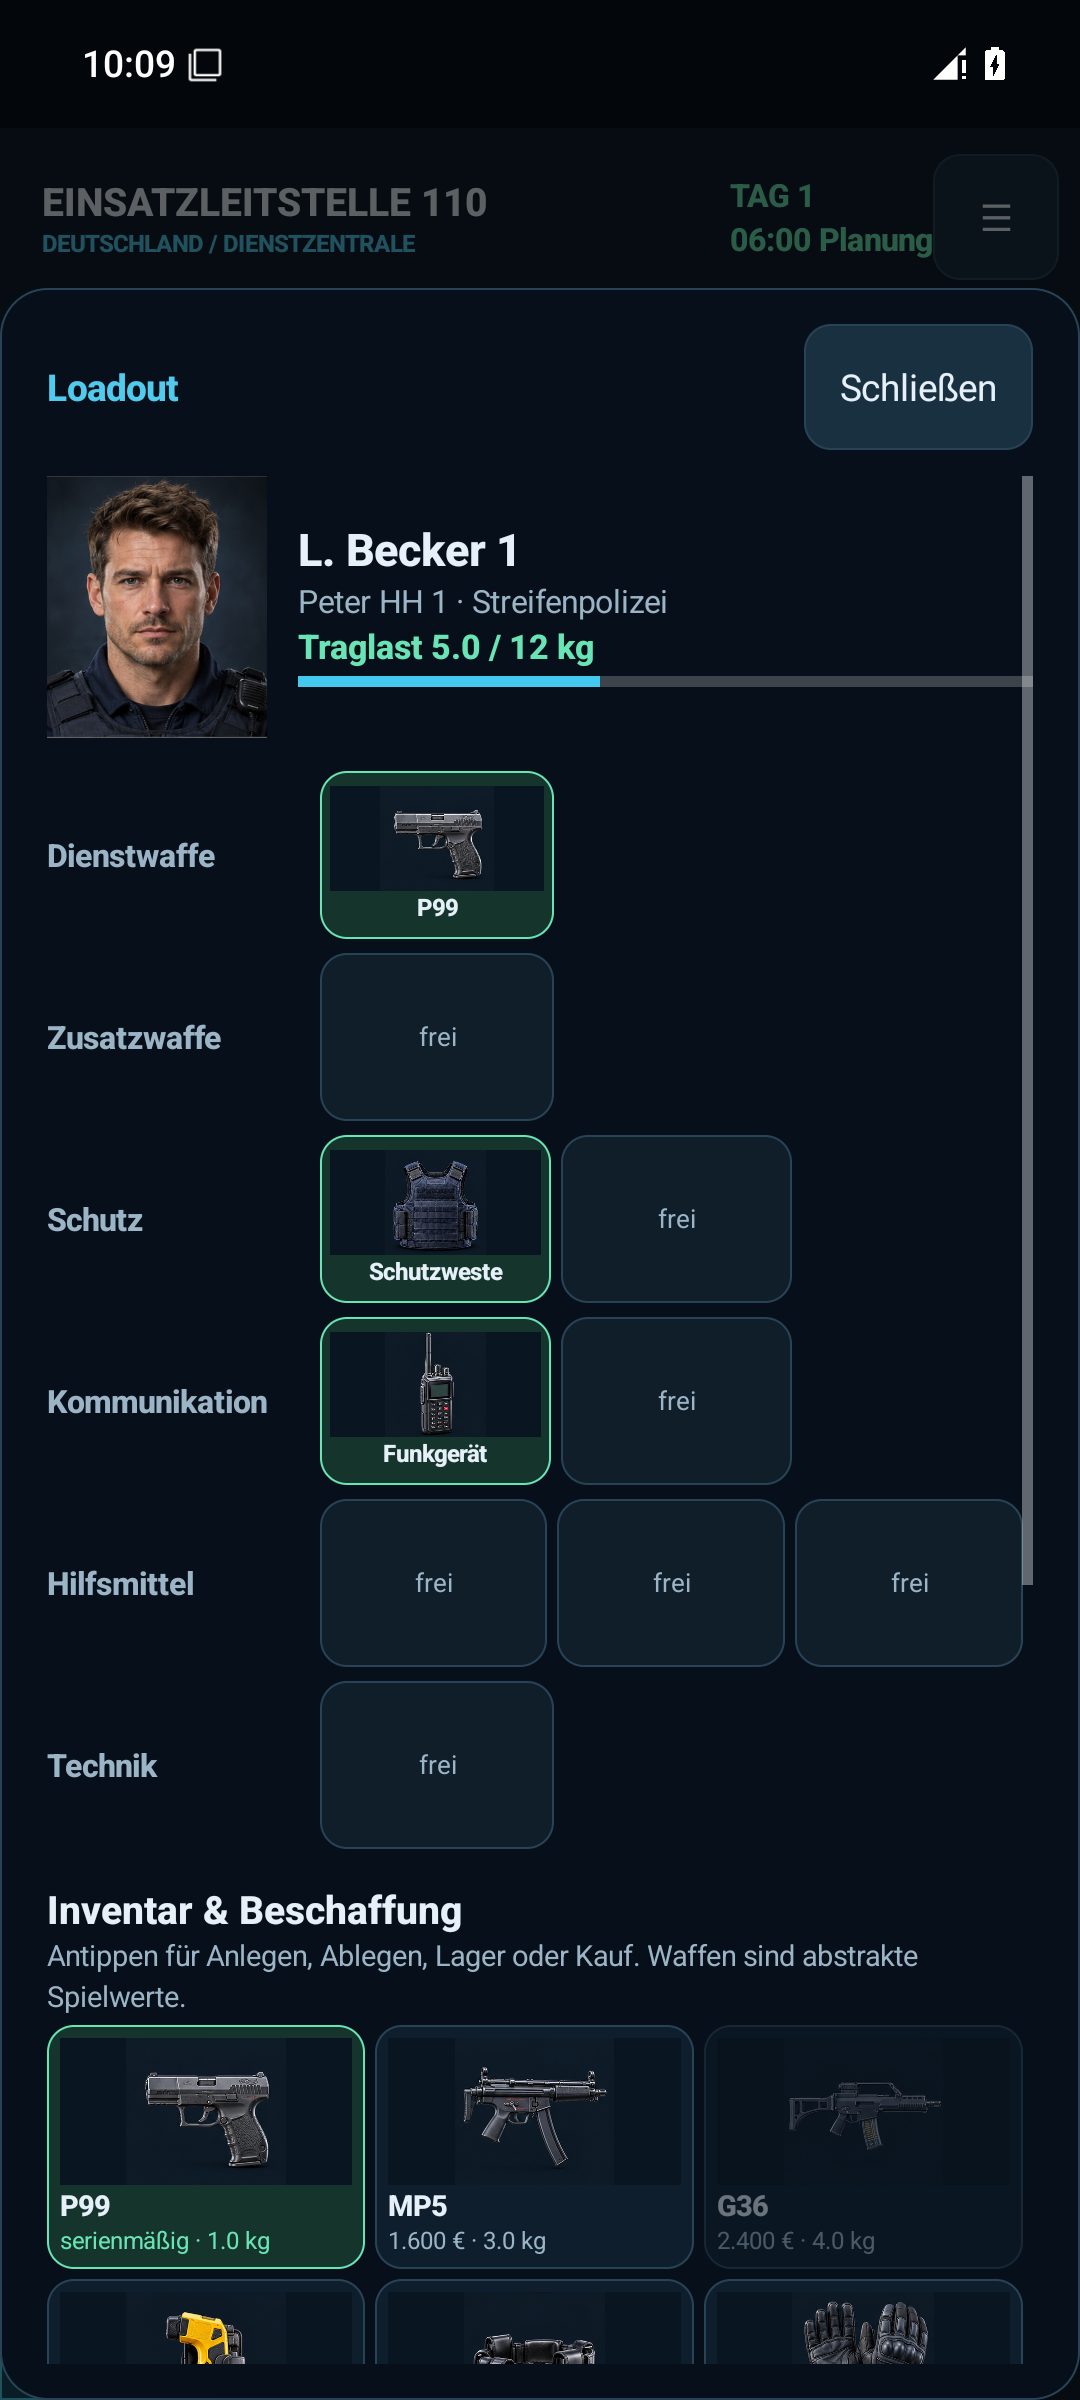 10:09
EINSATZLEITSTELLE 110
DEUTSCHLAND / DIENSTZENTRALE
TAG 1
06:00 Planung
Loadout
Schließen
L. Becker 1
Peter HH 1 · Streifenpolizei
Traglast 5.0 / 12 kg
Dienstwaffe
P99
Zusatzwaffe
frei
Schutz
Schutzweste
frei
Kommunikation
Funkgerät
frei
Hilfsmittel
frei
frei
frei
Technik
frei
Inventar & Beschaffung
Antippen für Anlegen, Ablegen, Lager oder Kauf. Waffen sind abstrakte
Spielwerte.
P99
serienmäßig · 1.0 kg
MP5
1.600 € · 3.0 kg
G36
2.400 € · 4.0 kg